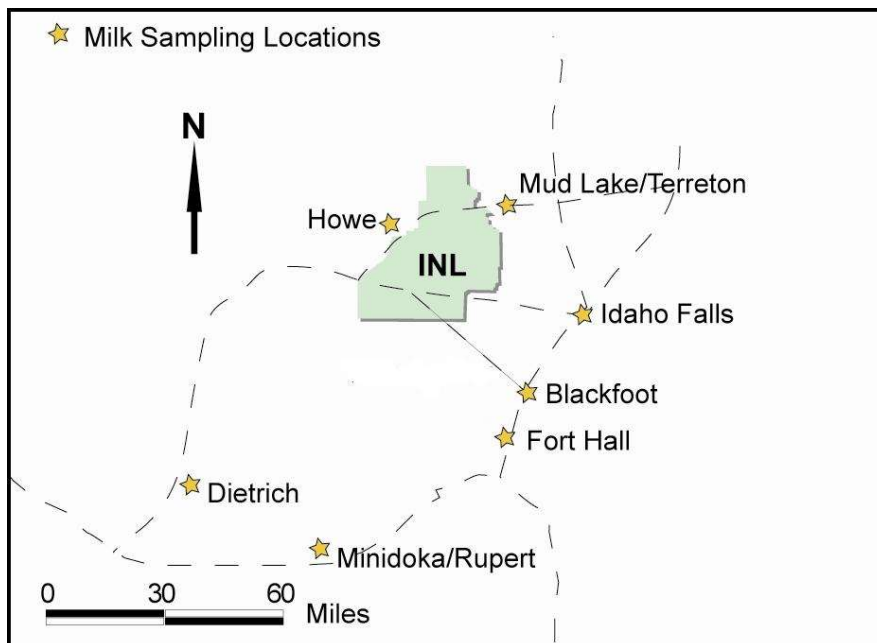 Milk Sampling Locations
N
Mud Lake/Terreton
Howe
INL
Idaho Falls
Blackfoot
Fort Hall
Dietrich
Minidoka/Rupert
0 30 60
Miles